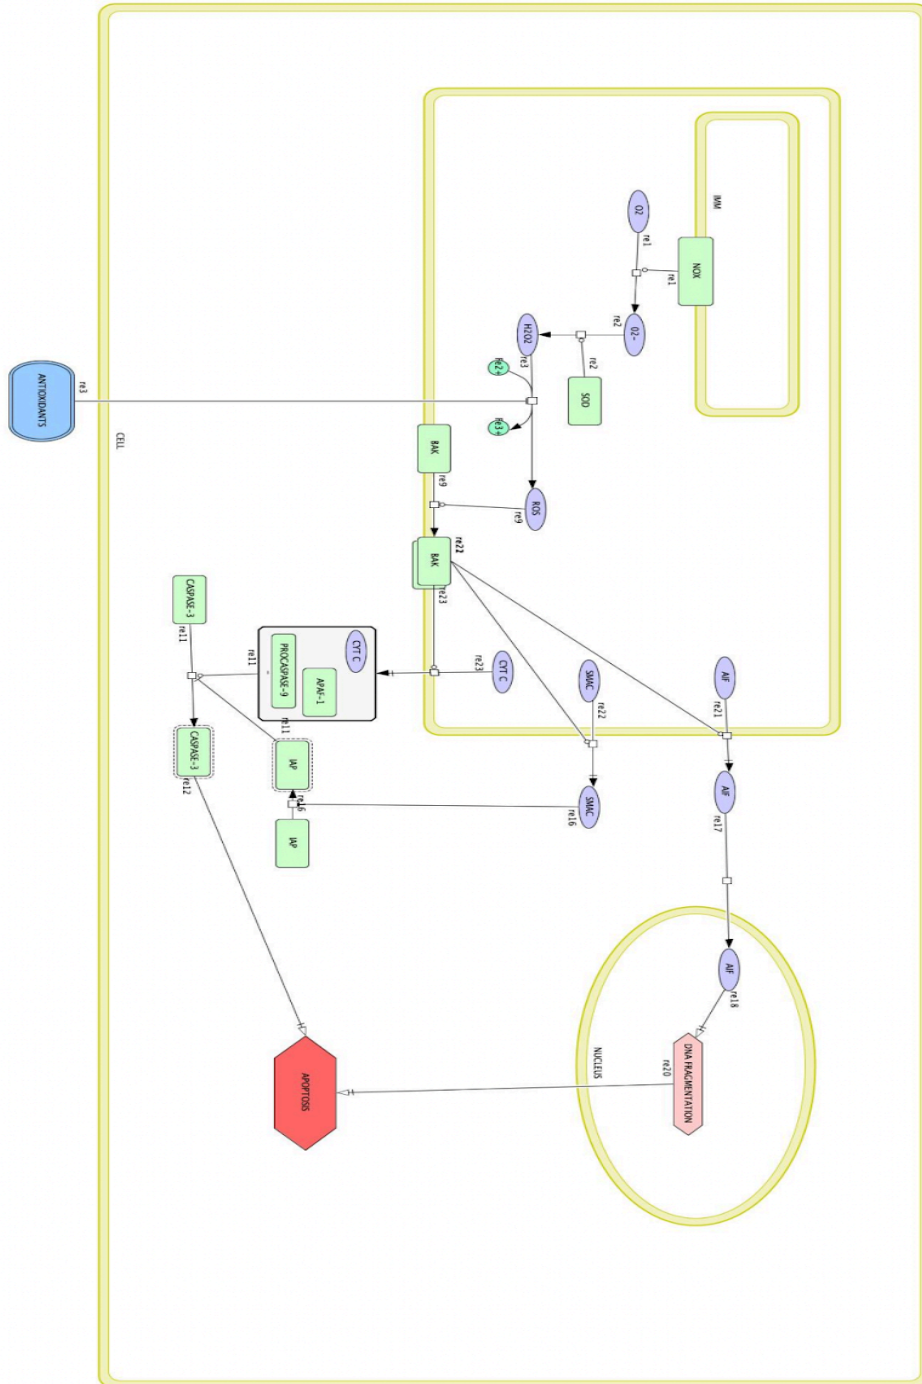 IMM
NOX
re1
O2
re1
O2-
re2
re2
SOD
H2O2
re3
Fe2+
Fe3+
ROS
re9
AIF
re21
AIF
re17
AIF
re18
DNA FRAGMENTATION
re20
NUCLEUS
SMAC
re22
SMAC
re16
CYT C
re23
BAK
re9
re22
BAK
re23
CYT C
APAF-1
PROCASPASE-9
re11
re11
IAP
re16
IAP
APOPTOSIS
CASPASE-3
re11
CASPASE-3
re12
CELL
re3
ANTIOXIDANTS